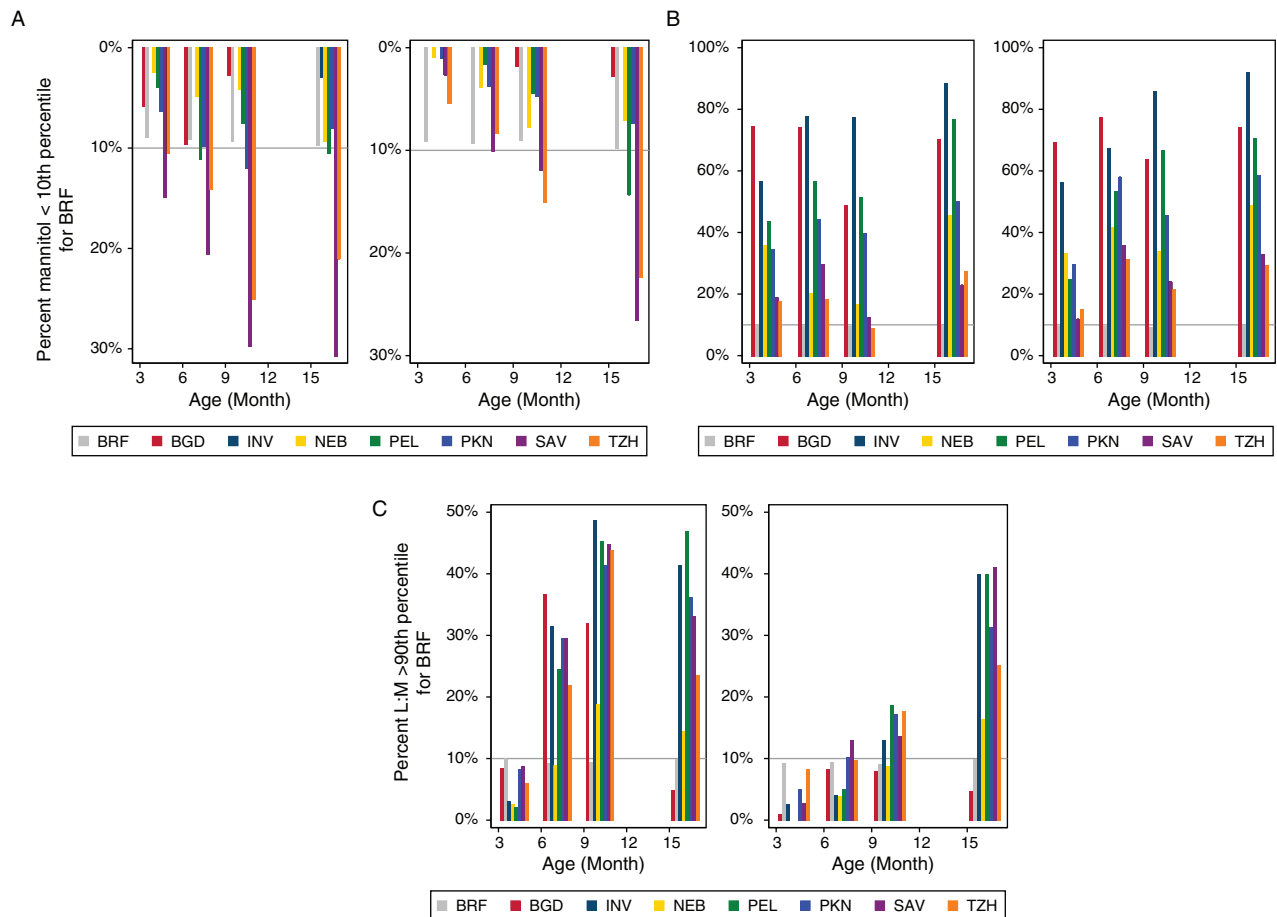 A
Percent mannitol < 10th percentile
for BRF
0%
10%
20%
30%
3 6 9 12 15
Age (Month)
0%
10%
20%
30%
3 6 9 12 15
Age (Month)
BRF BGD INV NEB PEL PKN SAV TZH
B
100%
80%
60%
40%
20%
0%
3 6 9 12 15
Age (Month)
100%
80%
60%
40%
20%
0%
3 6 9 12 15
Age (Month)
BRF BGD INV NEB PEL PKN SAV TZH
C
Percent L:M >90th percentile
for BRF
50%
40%
30%
20%
10%
0%
3 6 9 12 15
Age (Month)
50%
40%
30%
20%
10%
0%
3 6 9 12 15
Age (Month)
BRF BGD INV NEB PEL PKN SAV TZH